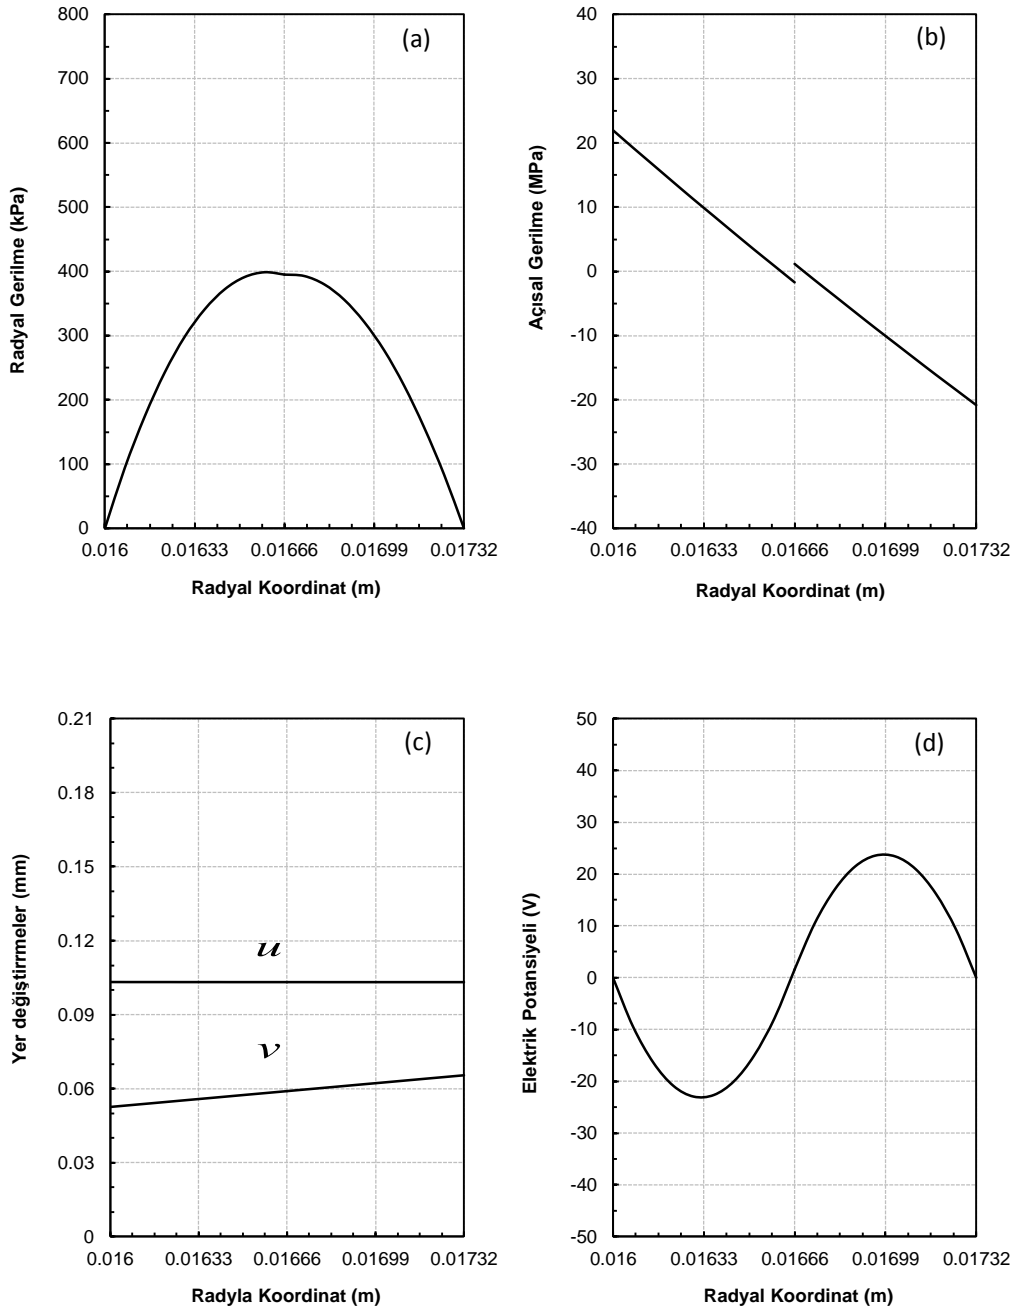 (a)
800
700
600
500
400
300
200
100
0
Radyal Gerilme (kPa)
0.016 0.01633 0.01666 0.01699 0.01732
Radyal Koordinat (m)
(b)
40
30
20
10
0
-10
-20
-30
-40
Açısal Gerilme (MPa)
0.016 0.01633 0.01666 0.01699 0.01732
Radyal Koordinat (m)
(c)
0.21
0.18
0.15
0.12
0.09
0.06
0.03
0
Yer değiştirrmeler (mm)
u
v
0.016 0.01633 0.01666 0.01699 0.01732
Radyla Koordinat (m)
(d)
50
40
30
20
10
0
-10
-20
-30
-40
-50
Elektrik Potansiyeli (V)
0.016 0.01633 0.01666 0.01699 0.01732
Radyal Koordinat (m)